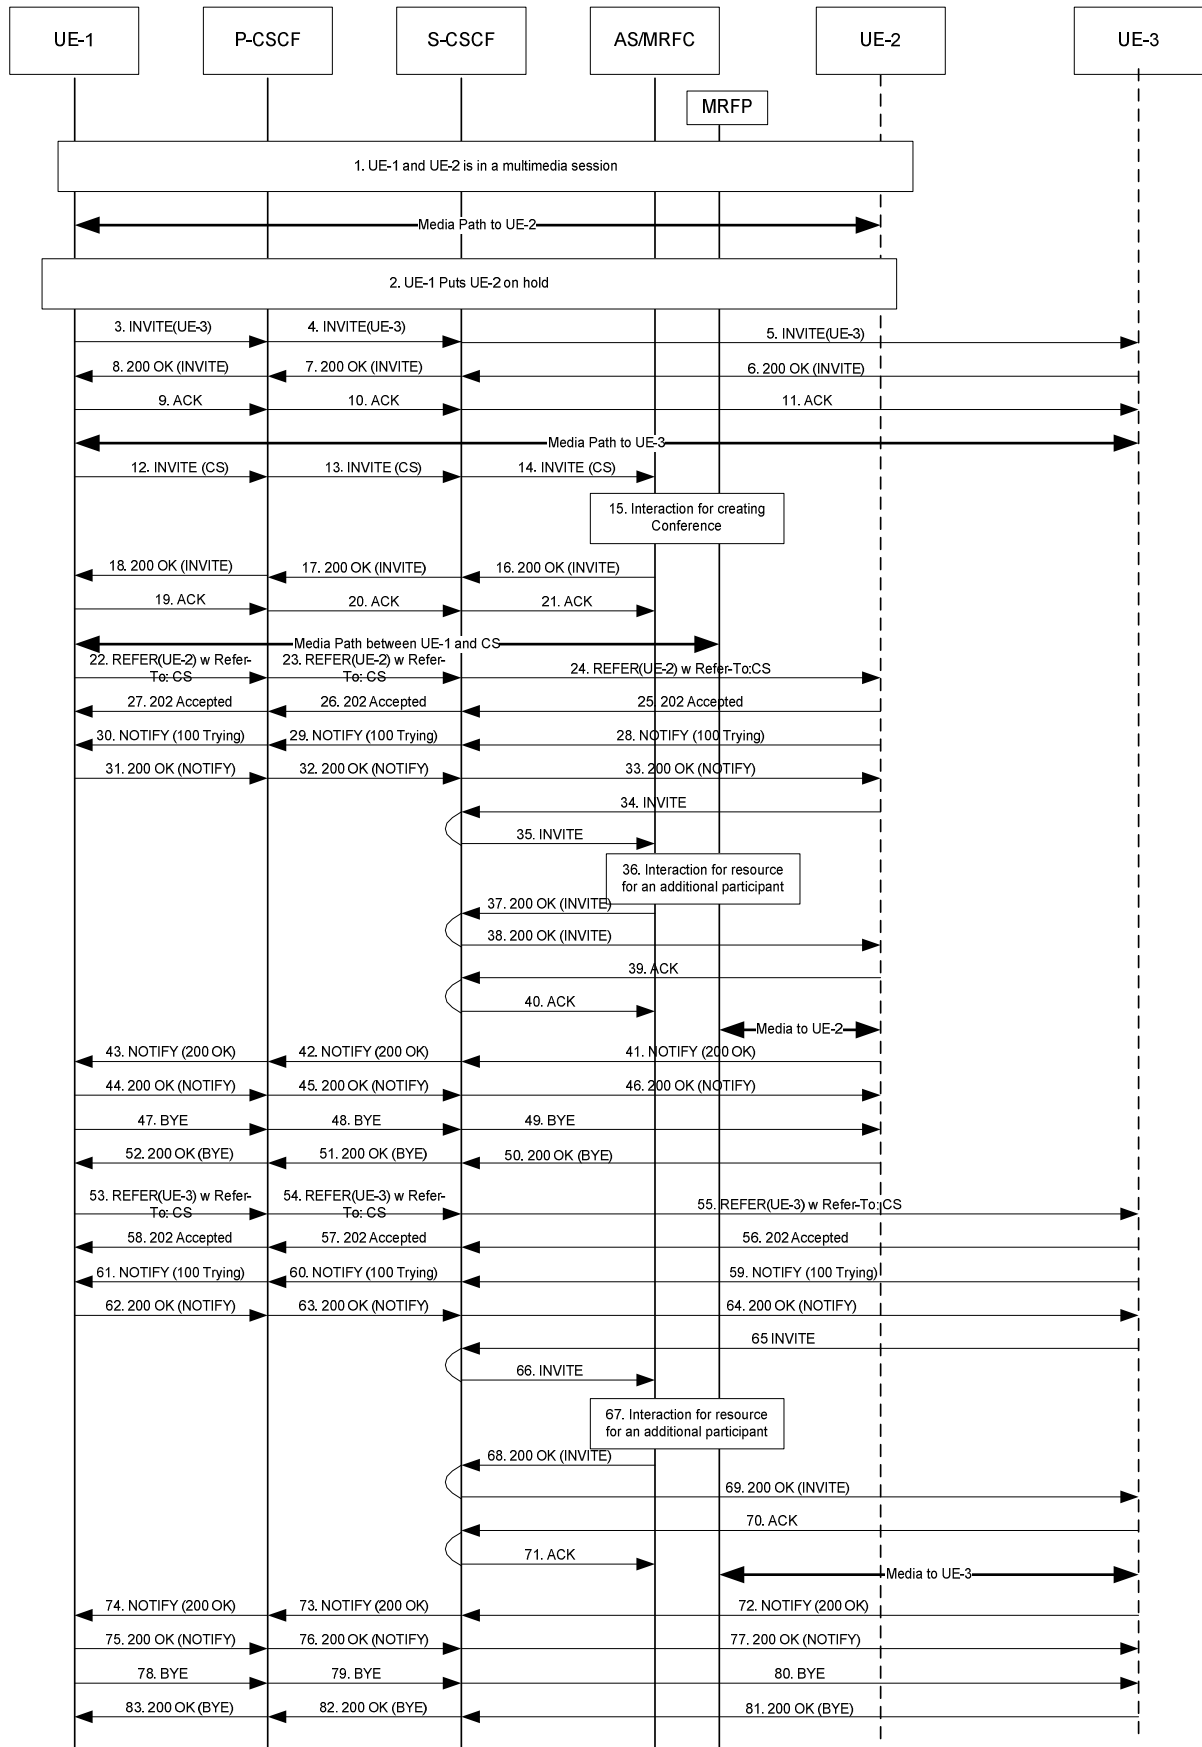 UE-1
P-CSCF
S-CSCF
AS/MRFC
UE-2
UE-3
MRFP
1. UE-1 and UE-2 is in a multimedia session
Media Path to UE-2
2. UE-1 Puts UE-2 on hold
3. INVITE(UE-3)
4. INVITE(UE-3)
5. INVITE(UE-3)
8. 200 OK (INVITE)
7. 200 OK (INVITE)
6. 200 OK (INVITE)
9. ACK
10. ACK
11. ACK
Media Path to UE-3
12. INVITE (CS)
13. INVITE (CS)
14. INVITE (CS)
15. Interaction for creating
Conference
18. 200 OK (INVITE)
17. 200 OK (INVITE)
16. 200 OK (INVITE)
19. ACK
20. ACK
21. ACK
Media Path between UE-1 and CS
22. REFER(UE-2) w Refer-
To: CS
23. REFER(UE-2) w Refer-
To: CS
24. REFER(UE-2) w Refer-To:CS
27. 202 Accepted
26. 202 Accepted
25. 202 Accepted
30. NOTIFY (100 Trying)
29. NOTIFY (100 Trying)
28. NOTIFY (100 Trying)
31. 200 OK (NOTIFY)
32. 200 OK (NOTIFY)
33. 200 OK (NOTIFY)
34. INVITE
35. INVITE
36. Interaction for resource
for an additional participant
37. 200 OK (INVITE)
38. 200 OK (INVITE)
39. ACK
40. ACK
Media to UE-2
43. NOTIFY (200 OK)
42. NOTIFY (200 OK)
41. NOTIFY (200 OK)
44. 200 OK (NOTIFY)
45. 200 OK (NOTIFY)
46. 200 OK (NOTIFY)
47. BYE
48. BYE
49. BYE
52. 200 OK (BYE)
51. 200 OK (BYE)
50. 200 OK (BYE)
53. REFER(UE-3) w Refer-
To: CS
54. REFER(UE-3) w Refer-
To: CS
55. REFER(UE-3) w Refer-To: CS
58. 202 Accepted
57. 202 Accepted
56. 202 Accepted
61. NOTIFY (100 Trying)
60. NOTIFY (100 Trying)
59. NOTIFY (100 Trying)
62. 200 OK (NOTIFY)
63. 200 OK (NOTIFY)
64. 200 OK (NOTIFY)
65 INVITE
66. INVITE
67. Interaction for resource
for an additional participant
68. 200 OK (INVITE)
69. 200 OK (INVITE)
70. ACK
71. ACK
Media to UE-3
74. NOTIFY (200 OK)
73. NOTIFY (200 OK)
72. NOTIFY (200 OK)
75. 200 OK (NOTIFY)
76. 200 OK (NOTIFY)
77. 200 OK (NOTIFY)
78. BYE
79. BYE
80. BYE
83. 200 OK (BYE)
82. 200 OK (BYE)
81. 200 OK (BYE)